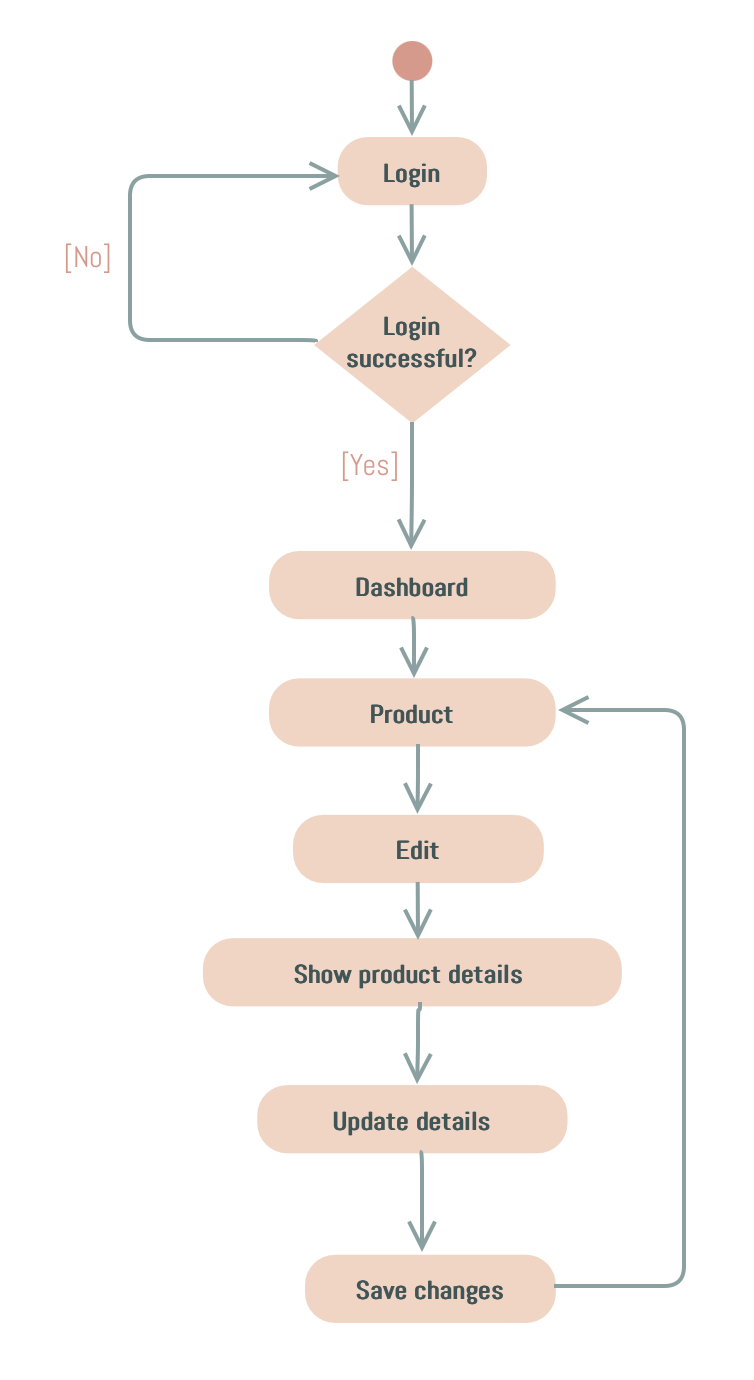 Login
[No]
Login
successful?
[Yes]
Dashboard
Product
Edit
Show product details
Update details
Save changes